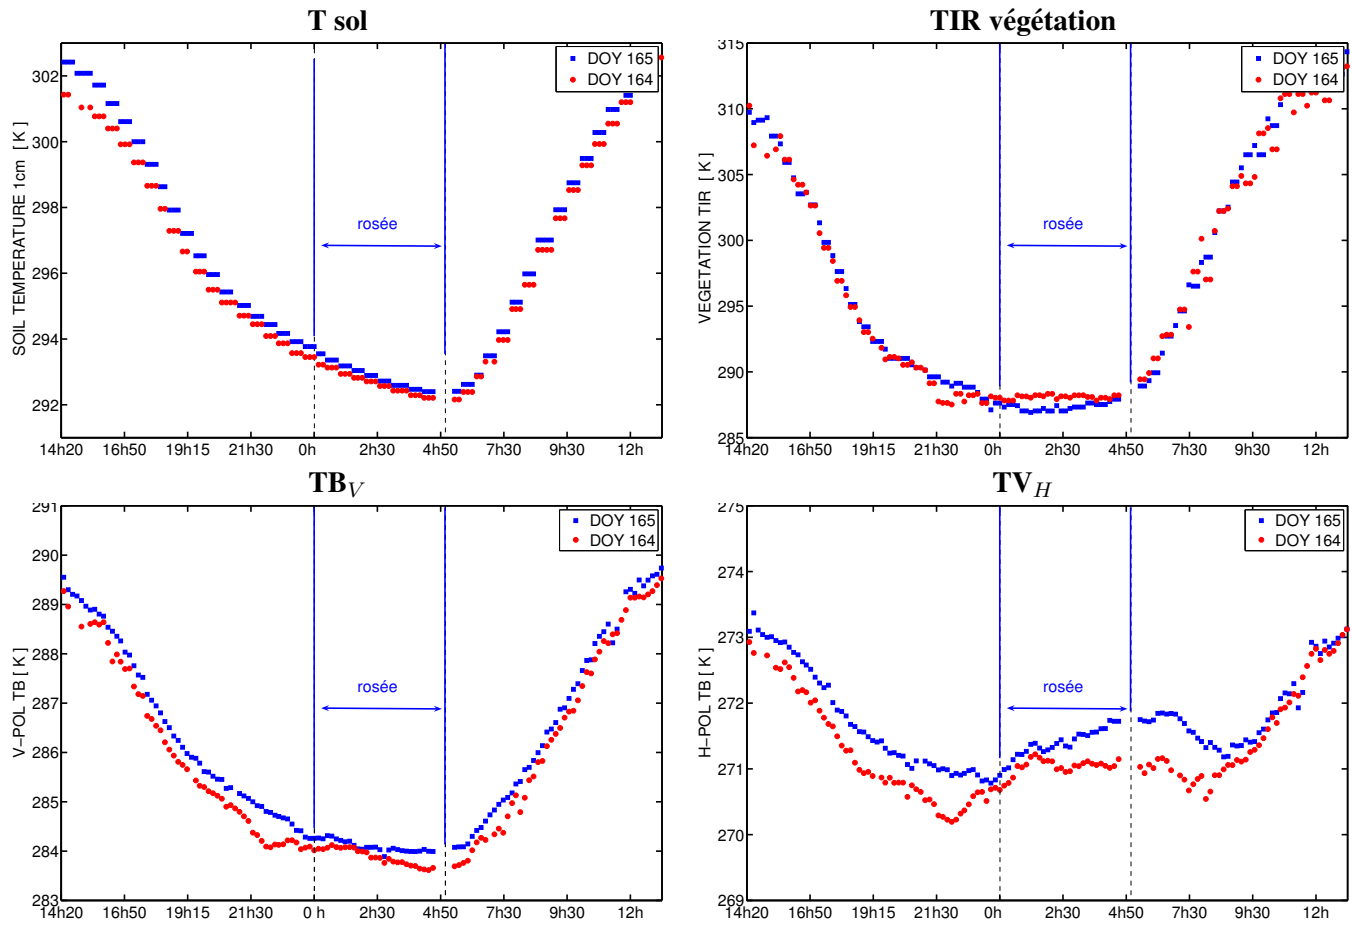 T sol
302
300
298
296
294
292
SOIL TEMPERATURE 1cm [ K ]
DOY 165
DOY 164
rosée
14h20 16h50 19h15 21h30 0h 2h30 4h50 7h30 9h30 12h
TIR végétation
315
310
305
300
295
290
285
VEGETATION TIR [ K ]
DOY 165
DOY 164
rosée
14h20 16h50 19h15 21h30 0h 2h30 4h50 7h30 9h30 12h
TB_V
291
290
289
288
287
286
285
284
283
V-POL TB [ K ]
DOY 165
DOY 164
rosée
14h20 16h50 19h15 21h30 0 h 2h30 4h50 7h30 9h30 12h
TV_H
275
274
273
272
271
270
269
H-POL TB [ K ]
DOY 165
DOY 164
rosée
14h20 16h50 19h15 21h30 0h 2h30 4h50 7h30 9h30 12h